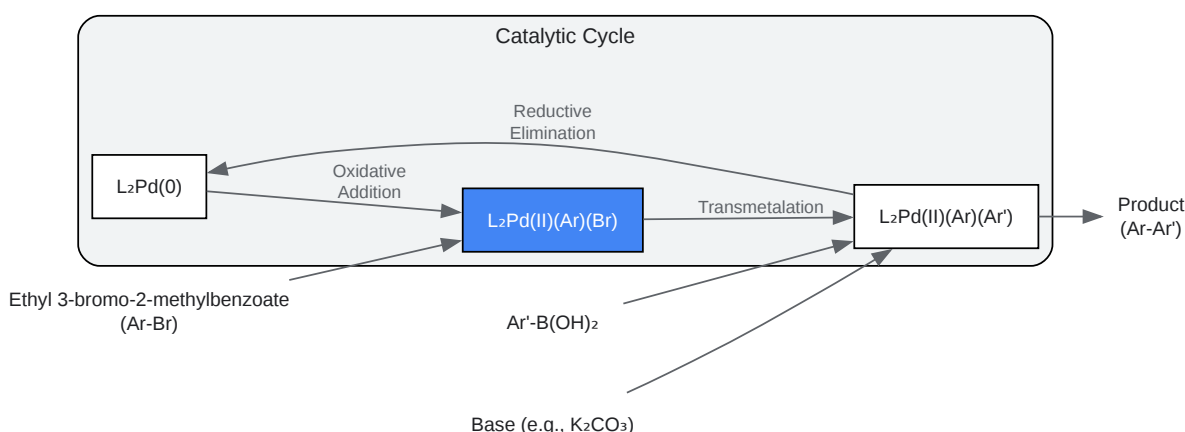 Catalytic Cycle
Reductive
Elimination
Oxidative
Addition
L₂Pd(0)
L₂Pd(II)(Ar)(Br)
Transmetalation
L₂Pd(II)(Ar)(Ar')
Product
(Ar-Ar')
Ethyl 3-bromo-2-methylbenzoate
(Ar-Br)
Ar'-B(OH)₂
Base (e.g., K₂CO₃)